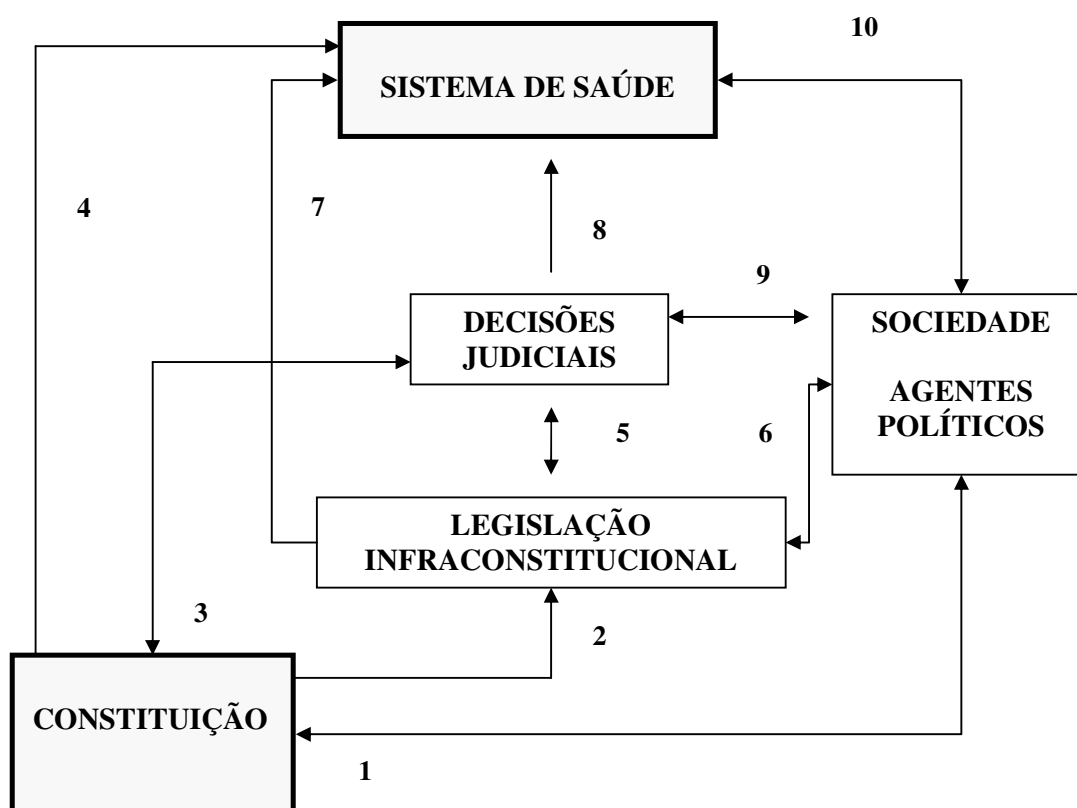 10
SISTEMA DE SAÚDE
4
7
8
9
DECISÕES
JUDICIAIS
SOCIEDADE
AGENTES
POLÍTICOS
5
6
LEGISLAÇÃO
INFRACONSTITUCIONAL
3
2
CONSTITUIÇÃO
1